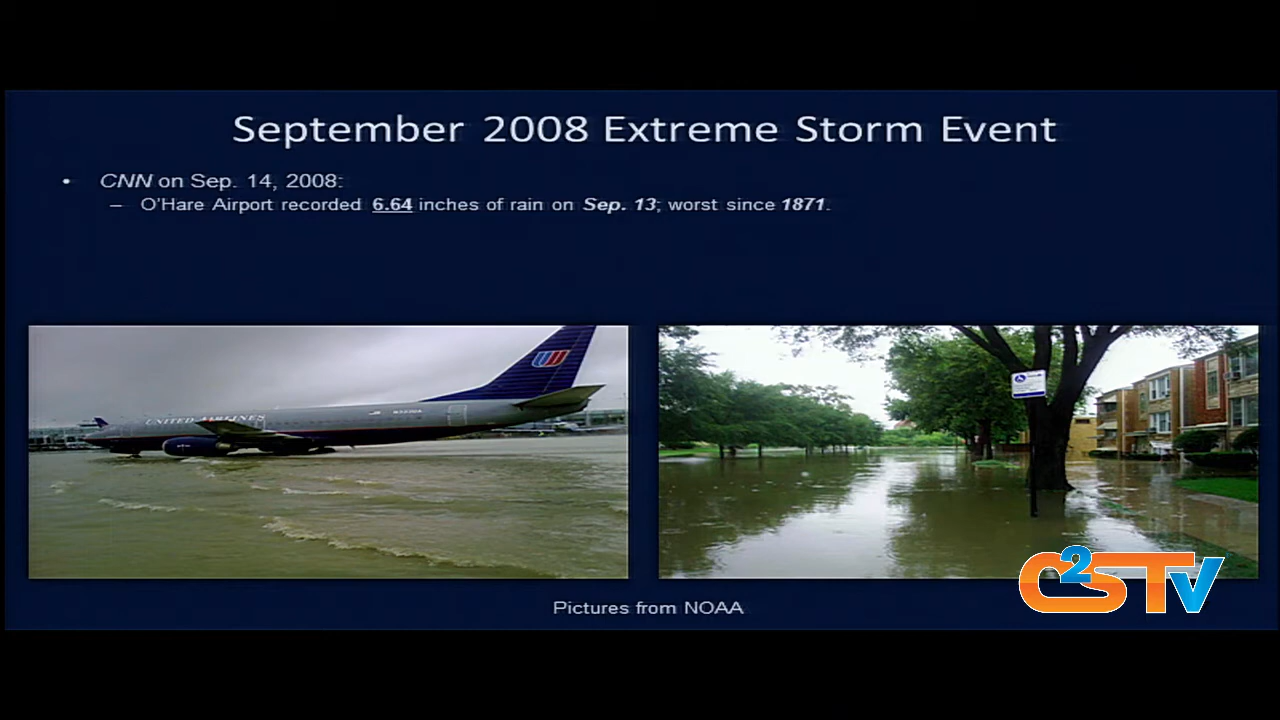 September 2008 Extreme Storm Event
• CNN on Sep. 14, 2008:
– O'Hare Airport recorded 6.64 inches of rain on Sep. 13; worst since 1871.
UNITED AIRLINES
Pictures from NOAA
C2STV